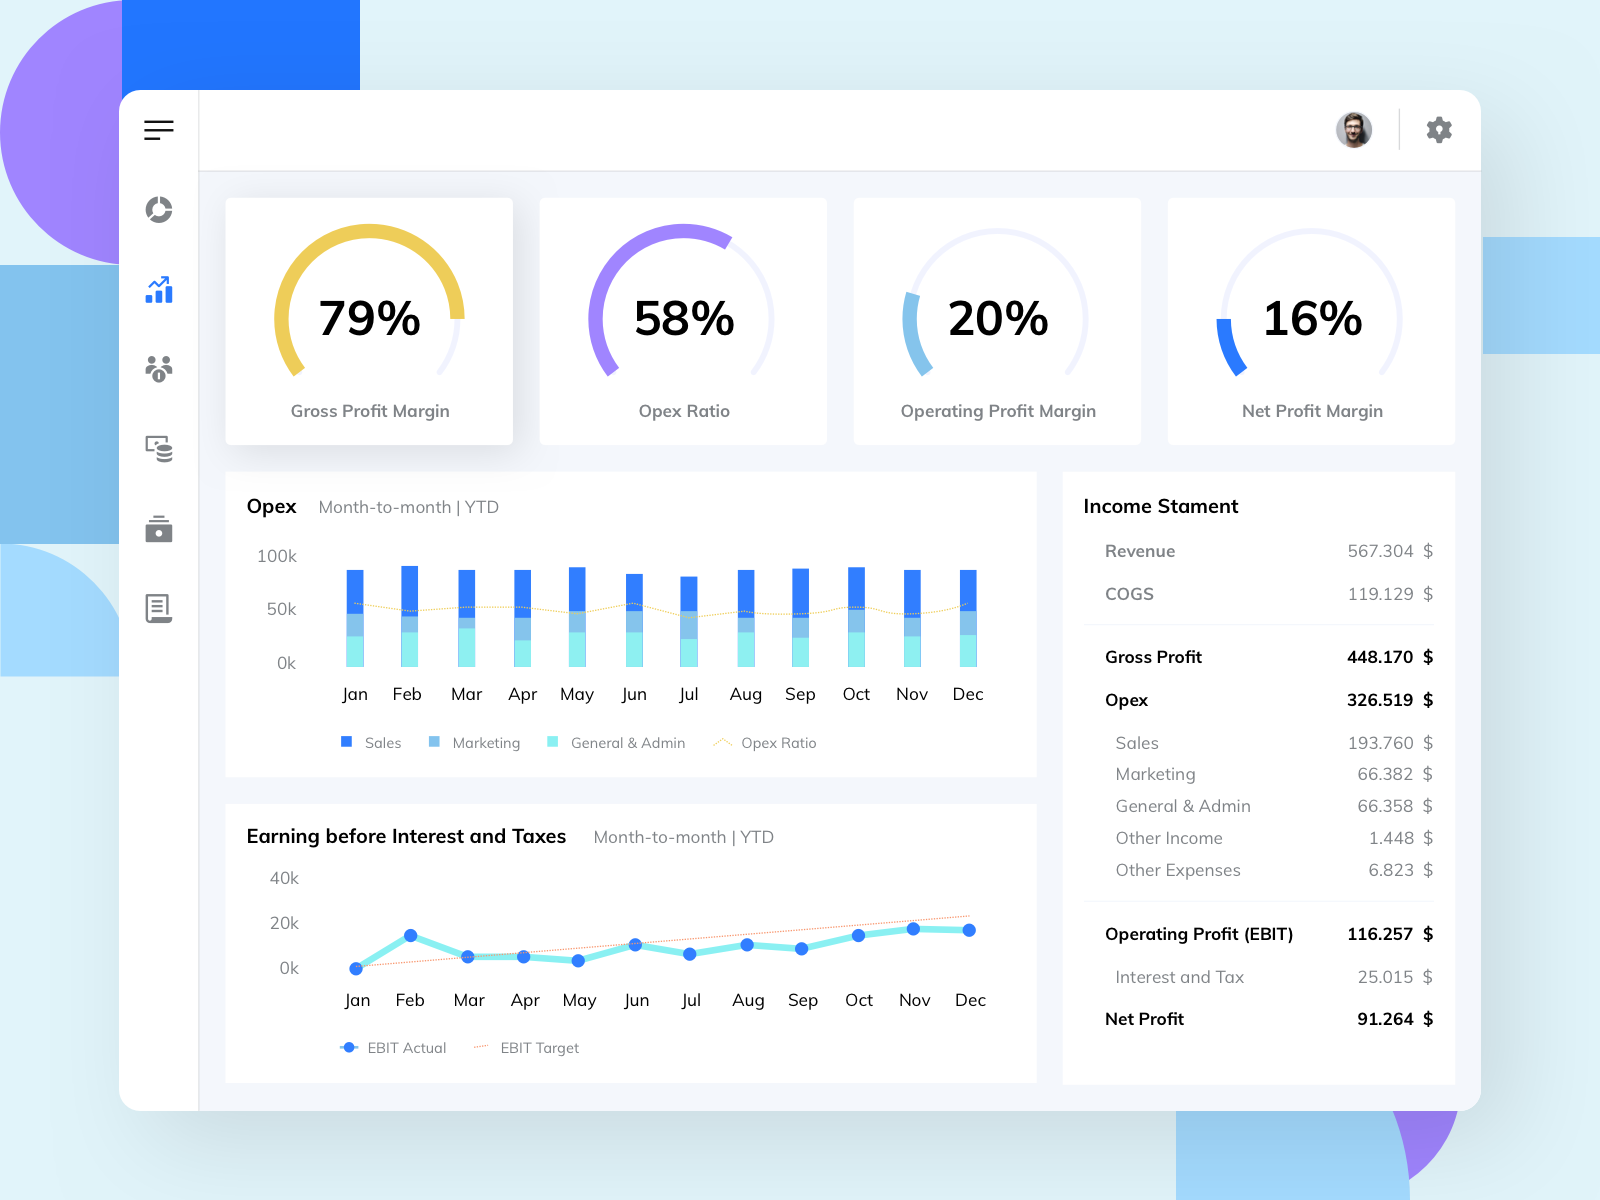 79%
Gross Profit Margin
58%
Opex Ratio
20%
Operating Profit Margin
16%
Net Profit Margin
Opex Month-to-month | YTD
100k
50k
0k
Jan Feb Mar Apr May Jun Jul Aug Sep Oct Nov Dec
Sales Marketing General & Admin Opex Ratio
Earning before Interest and Taxes Month-to-month | YTD
40k
20k
0k
Jan Feb Mar Apr May Jun Jul Aug Sep Oct Nov Dec
EBIT Actual EBIT Target
Income Stament
Revenue 567.304 $
COGS 119.129 $
Gross Profit 448.170 $
Opex 326.519 $
Sales 193.760 $
Marketing 66.382 $
General & Admin 66.358 $
Other Income 1.448 $
Other Expenses 6.823 $
Operating Profit (EBIT) 116.257 $
Interest and Tax 25.015 $
Net Profit 91.264 $